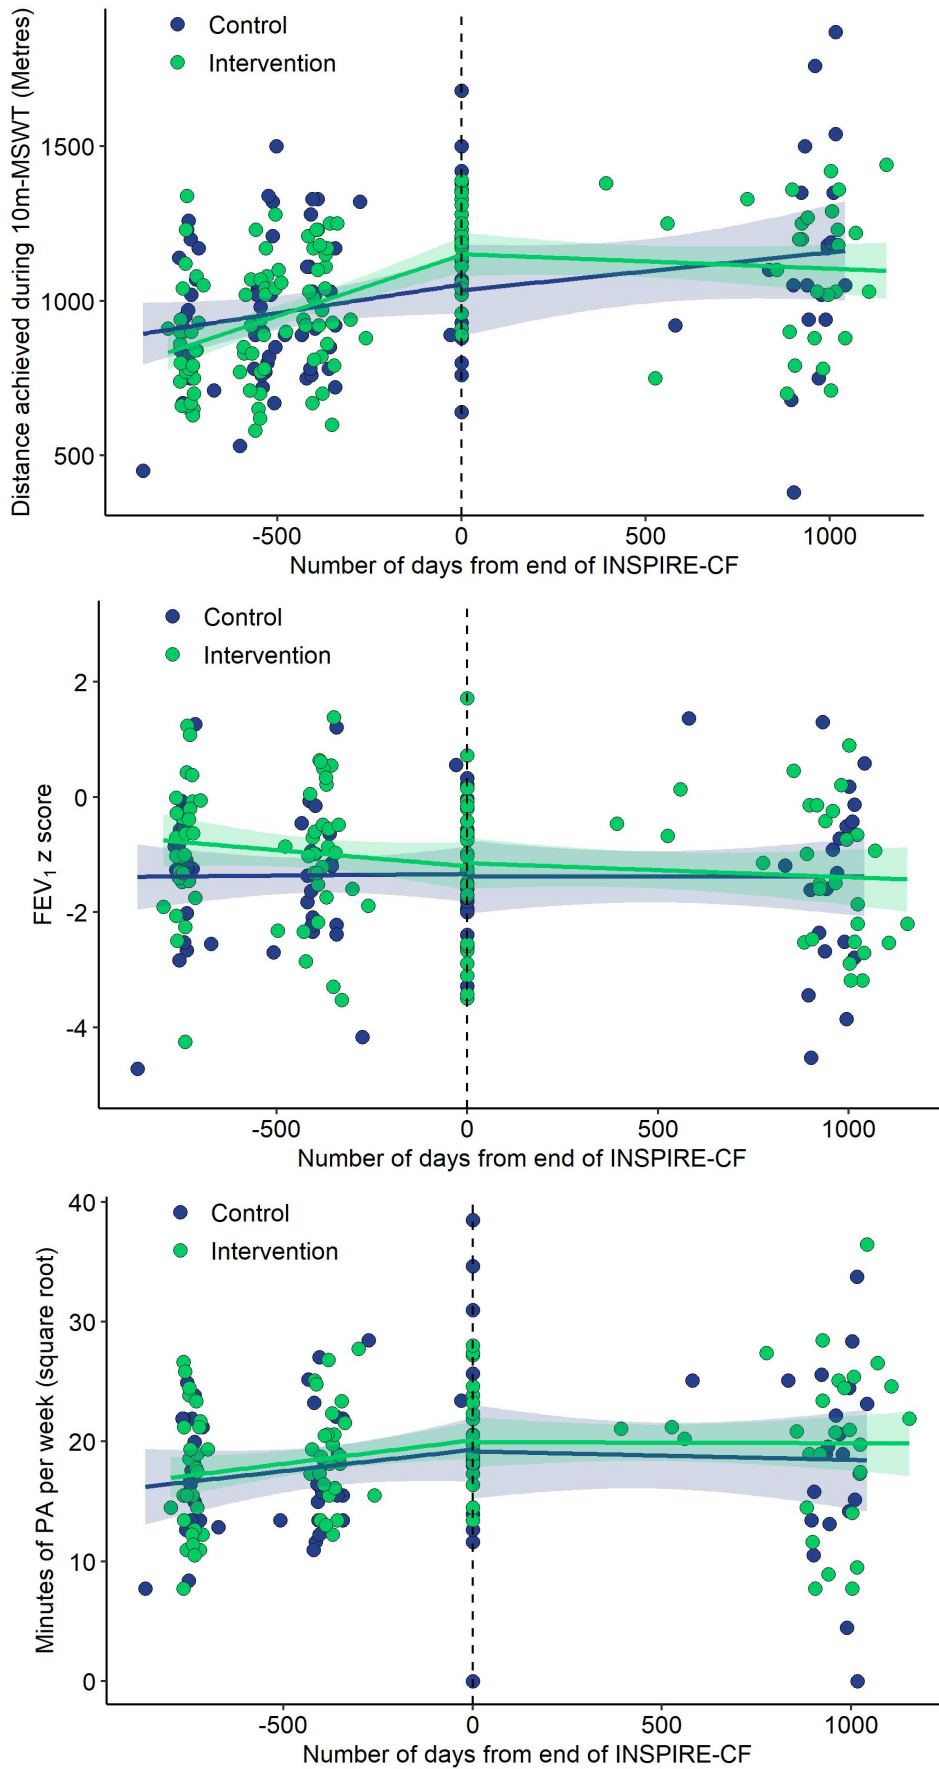 Distance achieved during 10m-MSWT (Metres)
Control
Intervention
1500
1000
500
-500 0 500 1000
Number of days from end of INSPIRE-CF
FEV1 z score
Control
Intervention
2
0
-2
-4
-500 0 500 1000
Number of days from end of INSPIRE-CF
Minutes of PA per week (square root)
Control
Intervention
40
30
20
10
0
-500 0 500 1000
Number of days from end of INSPIRE-CF